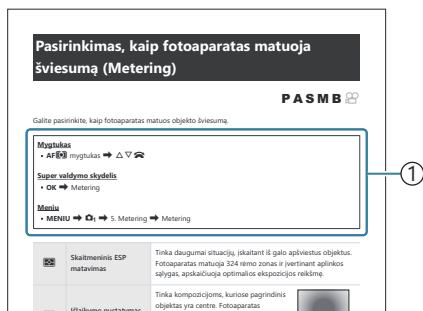 Pasirinkimas, kaip fotoaparatas matuoja
šviesumą (Metering)
PASMB
Galite pasirinkite, kaip fotoaparatas matuos objekto šviesumą.
Mygtukas
• AF mygtukas ➡ △ ▽
Super valdymo skydelis
• OK ➡ Metering
Meniu
• MENIU ➡ 1 ➡ 5. Metering ➡ Metering
1
Skaitmeninis ESP
matavimas
Tinka daugumai situacijų, įskaitant iš galo apšviestus objektus.
Fotoaparatas matuoja 324 rėmo zonas ir įvertinant aplinkos
sąlygas, apskaičiuoja optimalios ekspozicijos reikšmę.
Tinka kompozicijoms, kuriose pagrindinis
objektas yra centre. Fotoaparatas